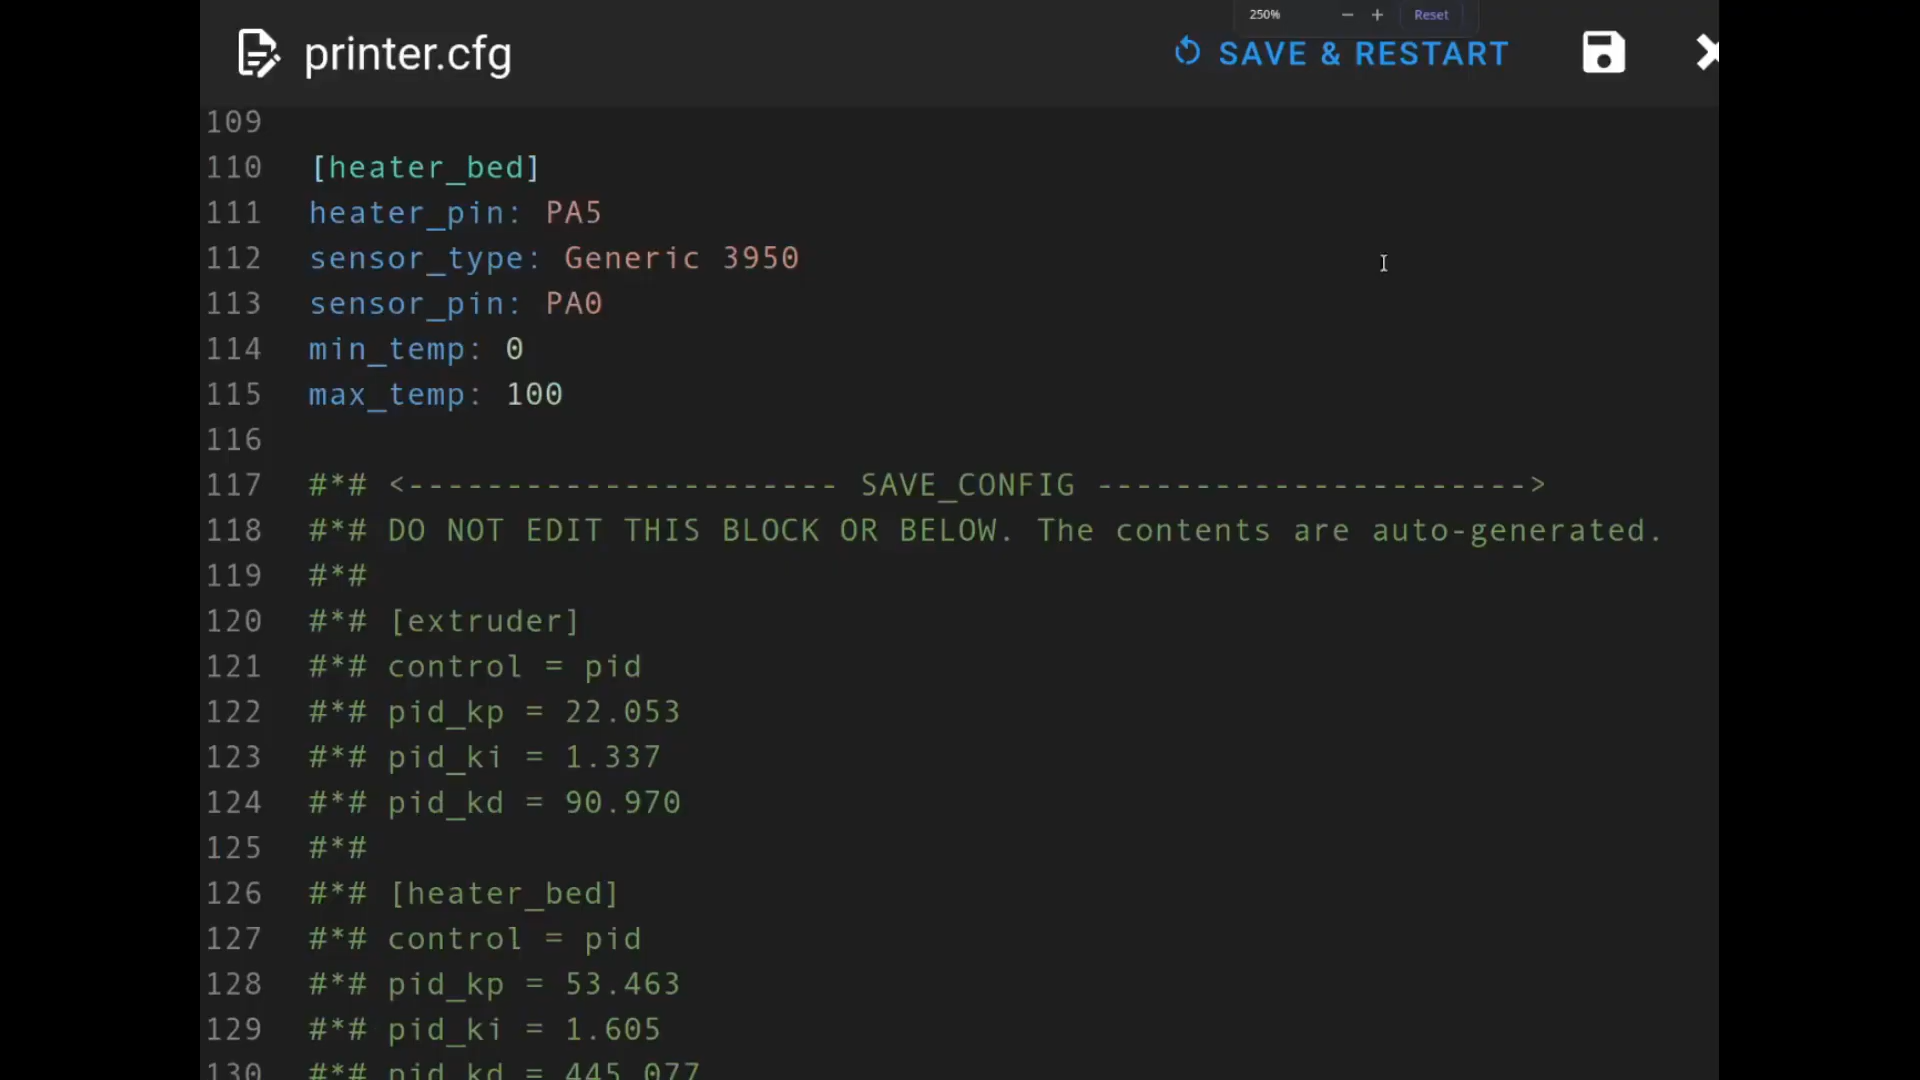 250% − + Reset
printer.cfg SAVE & RESTART
109
110 [heater_bed]
111 heater_pin: PA5
112 sensor_type: Generic 3950
113 sensor_pin: PA0
114 min_temp: 0
115 max_temp: 100
116
117 #*# <---------------------- SAVE_CONFIG ---------------------->
118 #*# DO NOT EDIT THIS BLOCK OR BELOW. The contents are auto-generated.
119 #*#
120 #*# [extruder]
121 #*# control = pid
122 #*# pid_kp = 22.053
123 #*# pid_ki = 1.337
124 #*# pid_kd = 90.970
125 #*#
126 #*# [heater_bed]
127 #*# control = pid
128 #*# pid_kp = 53.463
129 #*# pid_ki = 1.605
130 #*# pid_kd = 445.077